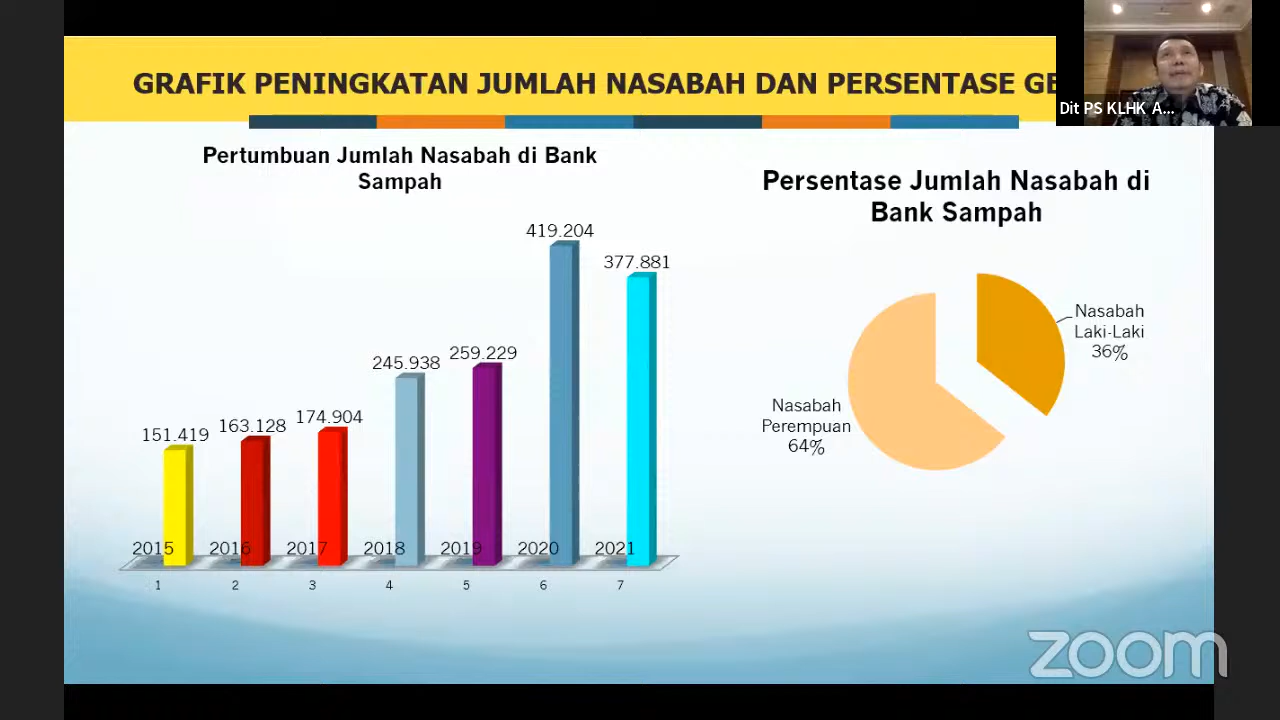 GRAFIK PENINGKATAN JUMLAH NASABAH DAN PERSENTASE GE
Dit PS KLHK A...
Pertumbuan Jumlah Nasabah di Bank
Sampah
419.204
377.881
259.229
245.938
174.904
163.128
151.419
2015 2016 2017 2018 2019 2020 2021
1 2 3 4 5 6 7
Persentase Jumlah Nasabah di
Bank Sampah
Nasabah
Laki-Laki
36%
Nasabah
Perempuan
64%
zoom